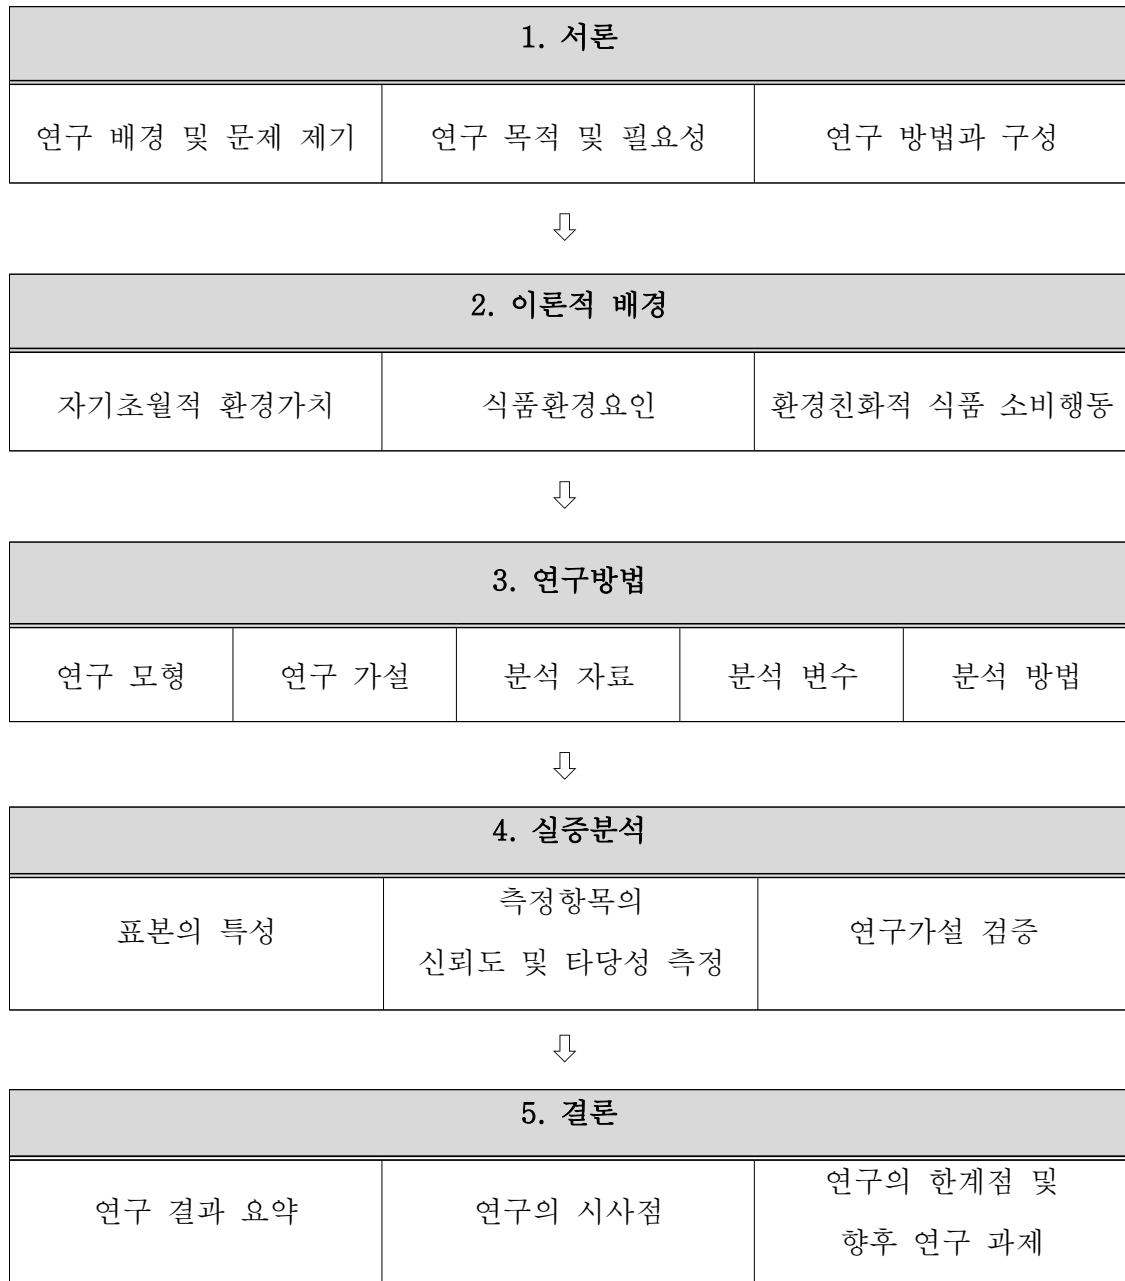 1. 서론
연구 배경 및 문제 제기
연구 목적 및 필요성
연구 방법과 구성
⇩
2. 이론적 배경
자기초월적 환경가치
식품환경요인
환경친화적 식품 소비행동
⇩
3. 연구방법
연구 모형
연구 가설
분석 자료
분석 변수
분석 방법
⇩
4. 실증분석
표본의 특성
측정항목의
신뢰도 및 타당성 측정
연구가설 검증
⇩
5. 결론
연구 결과 요약
연구의 시사점
연구의 한계점 및
향후 연구 과제